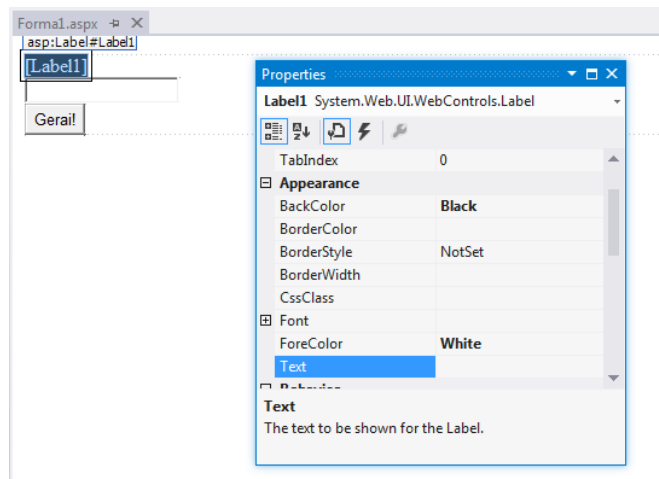 Forma1.aspx
asp:Label#Label1
[Label1]
Gerai!
Properties
Label1 System.Web.UI.WebControls.Label
TabIndex 0
Appearance
BackColor Black
BorderColor
BorderStyle NotSet
BorderWidth
CssClass
Font
ForeColor White
Text
Behavior
Text
The text to be shown for the Label.